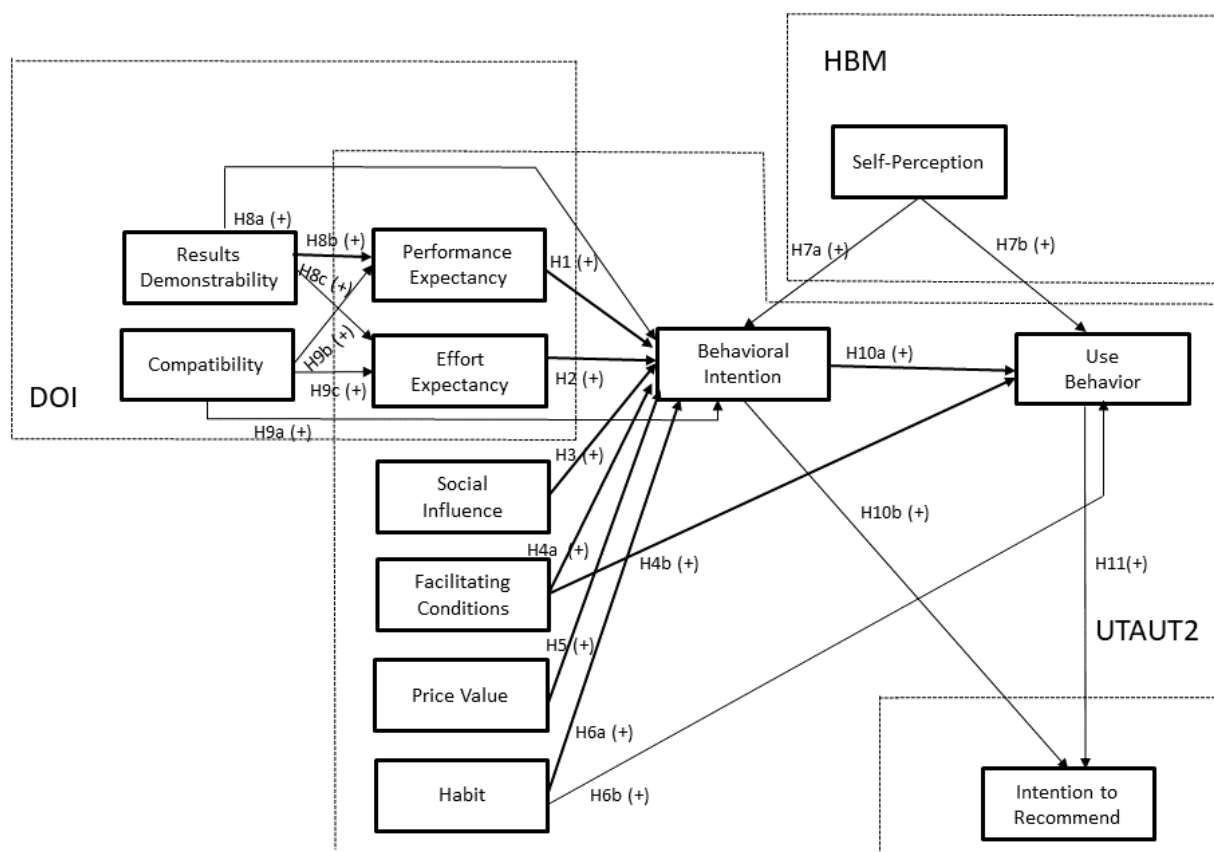 HBM
Self-Perception
H7a (+)
H7b (+)
DOI
H8a (+)
H8b (+)
H8c (+)
Results
Demonstrability
Performance
Expectancy
H1 (+)
Compatibility
H9b (+)
H9c (+)
H9a (+)
Effort
Expectancy
H2 (+)
Behavioral
Intention
H10a (+)
Use
Behavior
Social
Influence
H3 (+)
H10b (+)
Facilitating
Conditions
H4a (+)
H4b (+)
H11(+)
UTAUT2
Price Value
H5 (+)
Habit
H6a (+)
H6b (+)
Intention to
Recommend